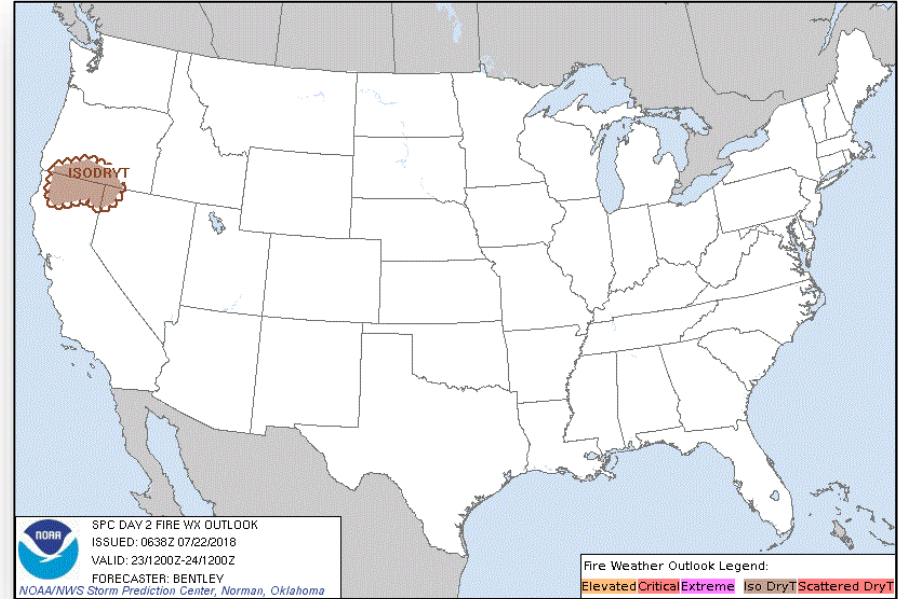 ISODRYT
NOAA
SPC DAY 2 FIRE WX OUTLOOK
ISSUED: 0638Z 07/22/2018
VALID: 23/1200Z-24/1200Z
FORECASTER: BENTLEY
NOAA/NWS Storm Prediction Center, Norman, Oklahoma
Fire Weather Outlook Legend:
Elevated Critical Extreme Iso DryT Scattered DryT